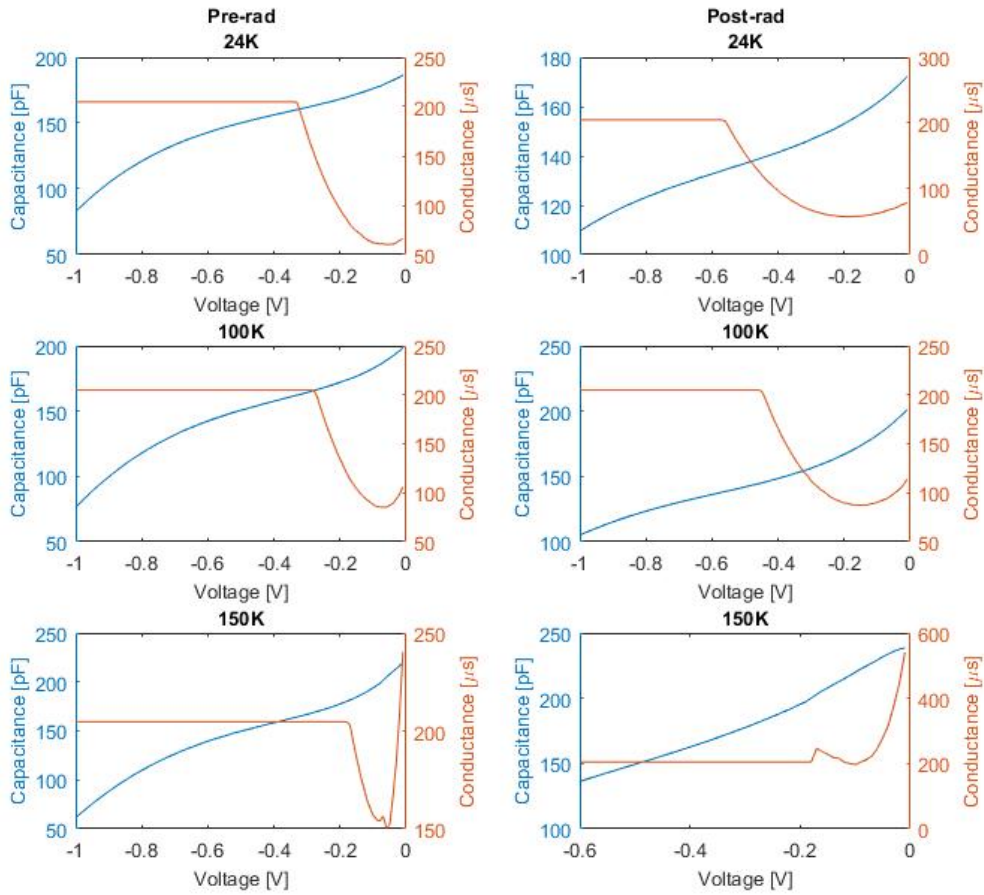 Pre-rad
24K
Capacitance [pF]
200
150
100
50
250
200
150
100
50
Conductance [µs]
-1 -0.8 -0.6 -0.4 -0.2 0
Voltage [V]
Post-rad
24K
Capacitance [pF]
180
160
140
120
100
300
200
100
0
Conductance [µs]
-1 -0.8 -0.6 -0.4 -0.2 0
Voltage [V]
100K
Capacitance [pF]
200
150
100
50
250
200
150
100
50
Conductance [µs]
-1 -0.8 -0.6 -0.4 -0.2 0
Voltage [V]
100K
Capacitance [pF]
250
200
150
100
250
200
150
100
50
Conductance [µs]
-1 -0.8 -0.6 -0.4 -0.2 0
Voltage [V]
150K
Capacitance [pF]
250
200
150
100
50
250
200
150
Conductance [µs]
-1 -0.8 -0.6 -0.4 -0.2 0
Voltage [V]
150K
Capacitance [pF]
250
200
150
100
600
400
200
0
Conductance [µs]
-0.6 -0.4 -0.2 0
Voltage [V]